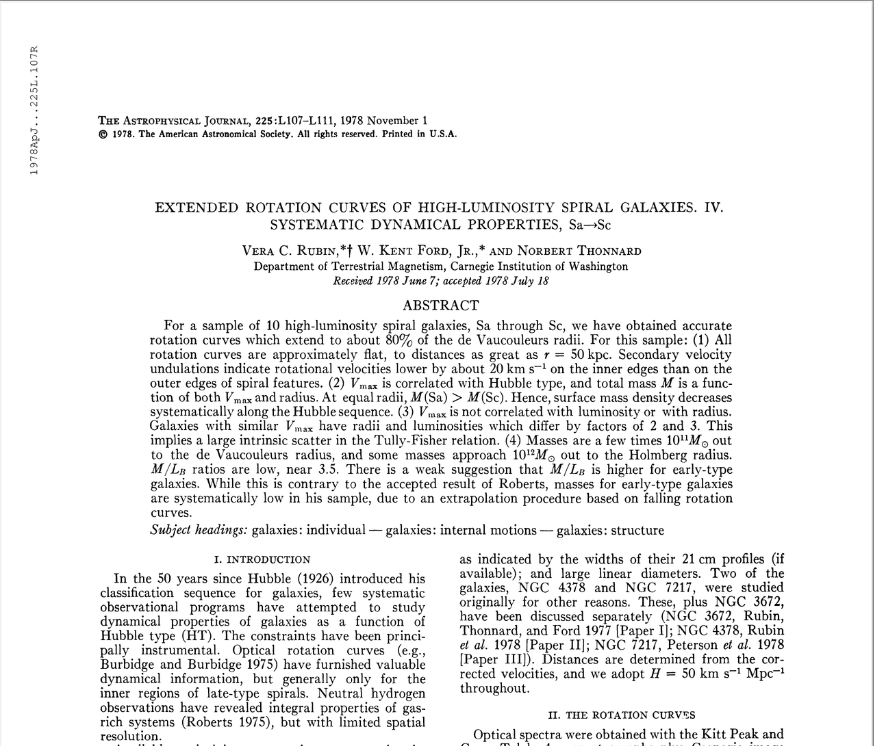 1978ApJ...225L.107R
THE ASTROPHYSICAL JOURNAL, 225:L107–L111, 1978 November 1
© 1978. The American Astronomical Society. All rights reserved. Printed in U.S.A.
EXTENDED ROTATION CURVES OF HIGH-LUMINOSITY SPIRAL GALAXIES. IV.
SYSTEMATIC DYNAMICAL PROPERTIES, Sa→Sc
VERA C. RUBIN,*† W. KENT FORD, JR.,* AND NORBERT THONNARD
Department of Terrestrial Magnetism, Carnegie Institution of Washington
Received 1978 June 7; accepted 1978 July 18
ABSTRACT
For a sample of 10 high-luminosity spiral galaxies, Sa through Sc, we have obtained accurate
rotation curves which extend to about 80% of the de Vaucouleurs radii. For this sample: (1) All
rotation curves are approximately flat, to distances as great as r = 50 kpc. Secondary velocity
undulations indicate rotational velocities lower by about 20 km s⁻¹ on the inner edges than on the
outer edges of spiral features. (2) Vmax is correlated with Hubble type, and total mass M is a func-
tion of both Vmax and radius. At equal radii, M(Sa) > M(Sc). Hence, surface mass density decreases
systematically along the Hubble sequence. (3) Vmax is not correlated with luminosity or with radius.
Galaxies with similar Vmax have radii and luminosities which differ by factors of 2 and 3. This
implies a large intrinsic scatter in the Tully-Fisher relation. (4) Masses are a few times 10¹¹M⊙ out
to the de Vaucouleurs radius, and some masses approach 10¹²M⊙ out to the Holmberg radius.
M/LB ratios are low, near 3.5. There is a weak suggestion that M/LB is higher for early-type
galaxies. While this is contrary to the accepted result of Roberts, masses for early-type galaxies
are systematically low in his sample, due to an extrapolation procedure based on falling rotation
curves.
Subject headings: galaxies: individual — galaxies: internal motions — galaxies: structure
I. INTRODUCTION
In the 50 years since Hubble (1926) introduced his
classification sequence for galaxies, few systematic
observational programs have attempted to study
dynamical properties of galaxies as a function of
Hubble type (HT). The constraints have been princi-
pally instrumental. Optical rotation curves (e.g.,
Burbidge and Burbidge 1975) have furnished valuable
dynamical information, but generally only for the
inner regions of late-type spirals. Neutral hydrogen
observations have revealed integral properties of gas-
rich systems (Roberts 1975), but with limited spatial
resolution.
as indicated by the widths of their 21 cm profiles (if
available); and large linear diameters. Two of the
galaxies, NGC 4378 and NGC 7217, were studied
originally for other reasons. These, plus NGC 3672,
have been discussed separately (NGC 3672, Rubin,
Thonnard, and Ford 1977 [Paper I]; NGC 4378, Rubin
et al. 1978 [Paper II]; NGC 7217, Peterson et al. 1978
[Paper III]). Distances are determined from the cor-
rected velocities, and we adopt H = 50 km s⁻¹ Mpc⁻¹
throughout.
II. THE ROTATION CURVES
Optical spectra were obtained with the Kitt Peak and